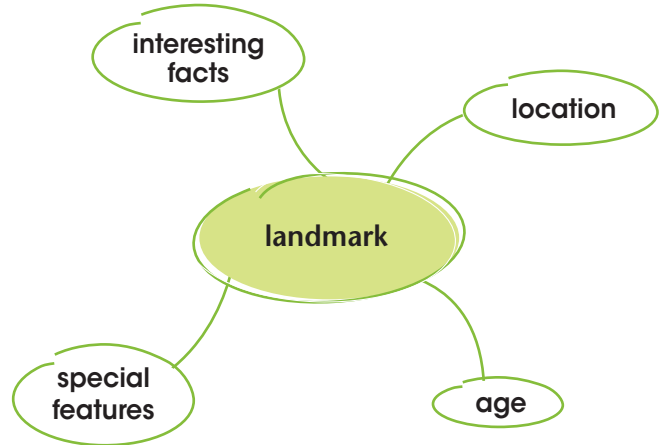 interesting
facts
location
landmark
special
features
age